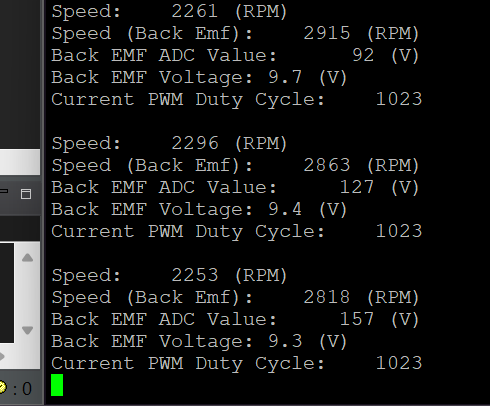 Speed:    2261 (RPM)
Speed (Back Emf):    2915 (RPM)
Back EMF ADC Value:      92 (V)
Back EMF Voltage: 9.7 (V)
Current PWM Duty Cycle:    1023
Speed:    2296 (RPM)
Speed (Back Emf):    2863 (RPM)
Back EMF ADC Value:     127 (V)
Back EMF Voltage: 9.4 (V)
Current PWM Duty Cycle:    1023
Speed:    2253 (RPM)
Speed (Back Emf):    2818 (RPM)
Back EMF ADC Value:     157 (V)
Back EMF Voltage: 9.3 (V)
Current PWM Duty Cycle:    1023
: 0